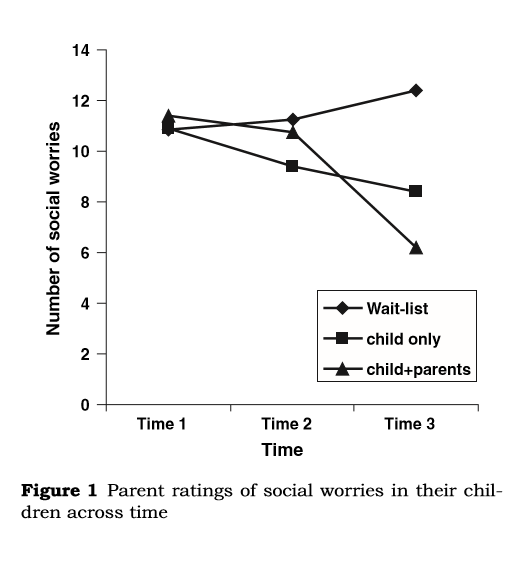 14
12
10
8
6
4
2
0
Number of social worries
Wait-list
child only
child+parents
Time 1 Time 2 Time 3
Time
Figure 1 Parent ratings of social worries in their chil-
dren across time